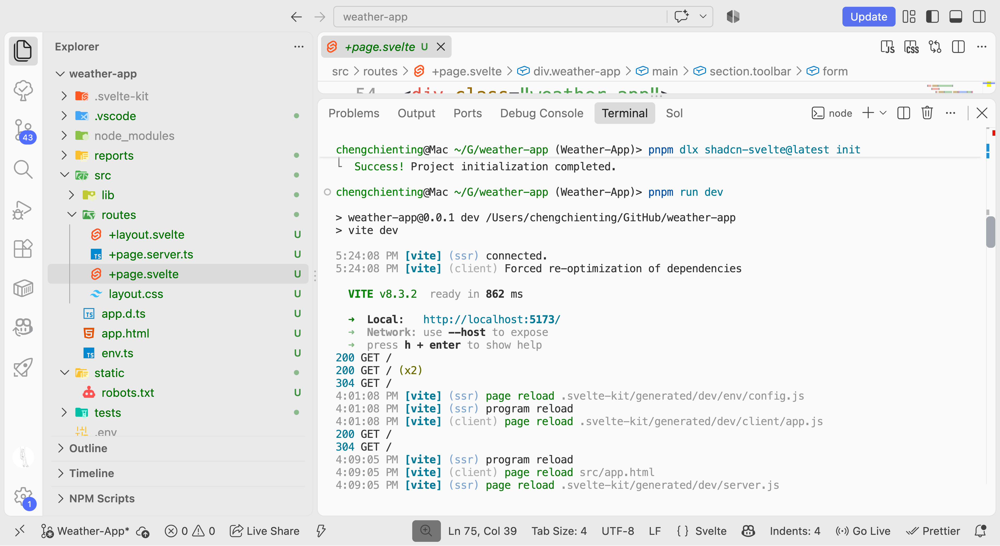 weather-app
Update
Explorer
weather-app
.svelte-kit
.vscode
node_modules
reports
src
lib
routes
+layout.svelte U
+page.server.ts U
+page.svelte U
layout.css U
app.d.ts U
app.html U
env.ts U
static
robots.txt U
tests
.env
Outline
Timeline
NPM Scripts
43
1
+page.svelte U
JS
CSS
src > routes > +page.svelte > div.weather-app > main > section.toolbar > form
54 <div class="weather-app">
Problems Output Ports Debug Console Terminal Sol
node
chengchienting@Mac ~/G/weather-app (Weather-App)> pnpm dlx shadcn-svelte@latest init
└ Success! Project initialization completed.
chengchienting@Mac ~/G/weather-app (Weather-App)> pnpm run dev
> weather-app@0.0.1 dev /Users/chengchienting/GitHub/weather-app
> vite dev
5:24:08 PM [vite] (ssr) connected.
5:24:08 PM [vite] (client) Forced re-optimization of dependencies
VITE v8.3.2 ready in 862 ms
➜ Local: http://localhost:5173/
➜ Network: use --host to expose
➜ press h + enter to show help
200 GET /
200 GET / (x2)
304 GET /
4:01:08 PM [vite] (ssr) page reload .svelte-kit/generated/dev/env/config.js
4:01:08 PM [vite] (ssr) program reload
4:01:08 PM [vite] (client) page reload .svelte-kit/generated/dev/client/app.js
200 GET /
304 GET /
4:09:05 PM [vite] (ssr) program reload
4:09:05 PM [vite] (client) page reload src/app.html
4:09:05 PM [vite] (ssr) page reload .svelte-kit/generated/dev/server.js
Weather-App* 0 0 Live Share Ln 75, Col 39 Tab Size: 4 UTF-8 LF { } Svelte Indents: 4 Go Live Prettier